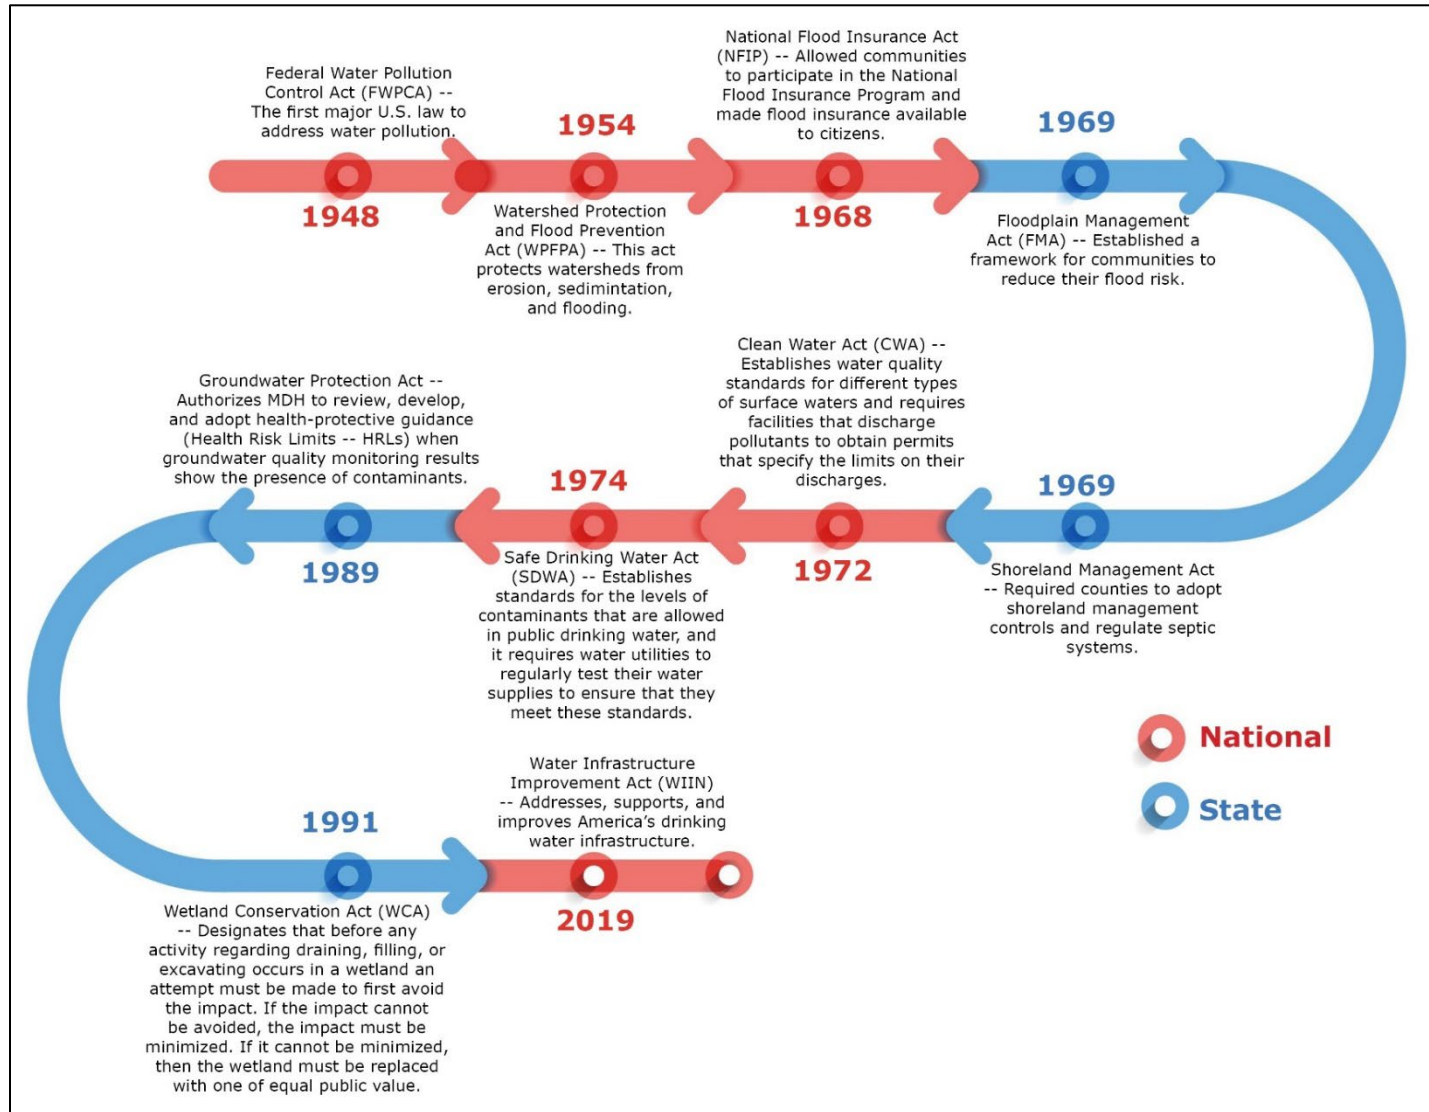 Federal Water Pollution
Control Act (FWPCA) --
The first major U.S. law to
address water pollution.
1948
1954
Watershed Protection
and Flood Prevention
Act (WPFPA) -- This act
protects watersheds from
erosion, sedimintation,
and flooding.
National Flood Insurance Act
(NFIP) -- Allowed communities
to participate in the National
Flood Insurance Program and
made flood insurance available
to citizens.
1968
1969
Floodplain Management
Act (FMA) -- Established a
framework for communities to
reduce their flood risk.
1969
Shoreland Management Act
-- Required counties to adopt
shoreland management
controls and regulate septic
systems.
Clean Water Act (CWA) --
Establishes water quality
standards for different types
of surface waters and requires
facilities that discharge
pollutants to obtain permits
that specify the limits on their
discharges.
1972
1974
Safe Drinking Water Act
(SDWA) -- Establishes
standards for the levels of
contaminants that are allowed
in public drinking water, and
it requires water utilities to
regularly test their water
supplies to ensure that they
meet these standards.
Groundwater Protection Act --
Authorizes MDH to review, develop,
and adopt health-protective guidance
(Health Risk Limits -- HRLs) when
groundwater quality monitoring results
show the presence of contaminants.
1989
1991
Wetland Conservation Act (WCA)
-- Designates that before any
activity regarding draining, filling, or
excavating occurs in a wetland an
attempt must be made to first avoid
the impact. If the impact cannot
be avoided, the impact must be
minimized. If it cannot be minimized,
then the wetland must be replaced
with one of equal public value.
Water Infrastructure
Improvement Act (WIIN)
-- Addresses, supports, and
improves America's drinking
water infrastructure.
2019
National
State